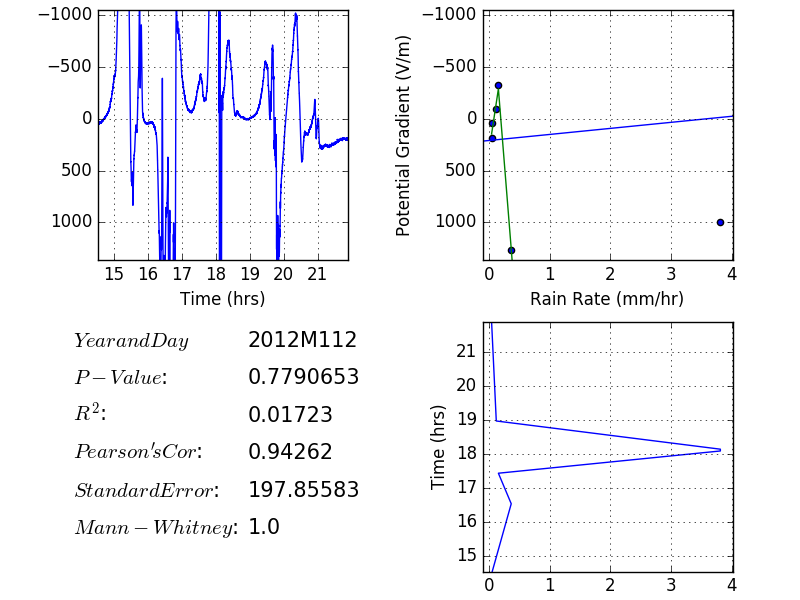 −1000
−500
0
500
1000
15 16 17 18 19 20 21
Time (hrs)
Potential Gradient (V/m)
−1000
−500
0
500
1000
0 1 2 3 4
Rain Rate (mm/hr)
YearandDay 2012M112
P−Value: 0.7790653
R²: 0.01723
Pearson'sCor: 0.94262
StandardError: 197.85583
Mann−Whitney: 1.0
Time (hrs)
21
20
19
18
17
16
15
0 1 2 3 4